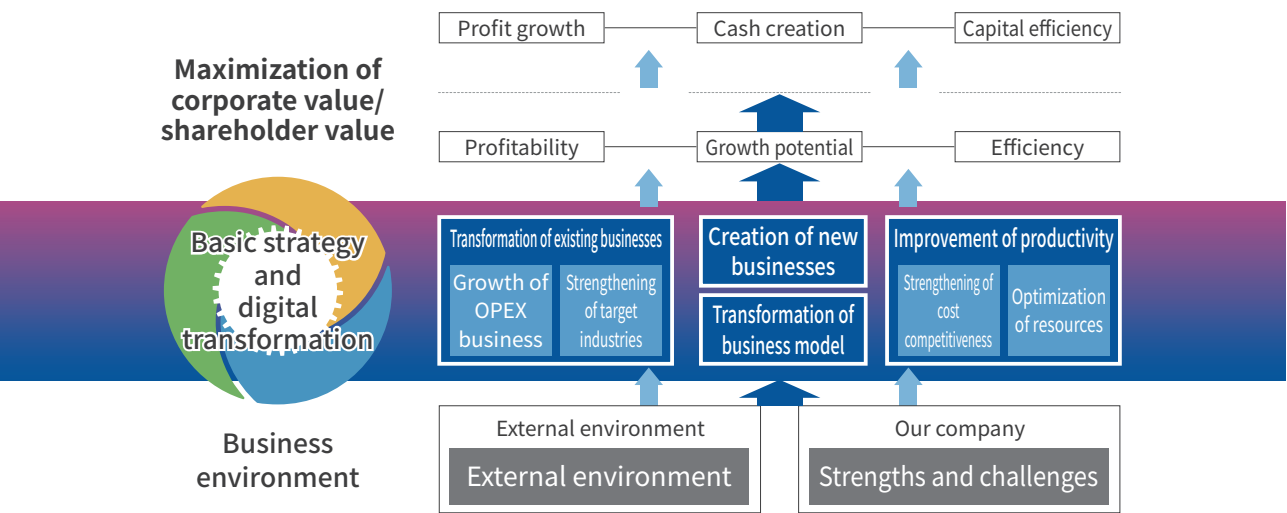 Profit growth
Cash creation
Capital efficiency
Maximization of
corporate value/
shareholder value
Profitability
Growth potential
Efficiency
Basic strategy
and
digital
transformation
Transformation of existing businesses
Growth of
OPEX
business
Strengthening
of target
industries
Creation of new
businesses
Transformation of
business model
Improvement of productivity
Strengthening of
cost
competitiveness
Optimization
of resources
Business
environment
External environment
External environment
Our company
Strengths and challenges